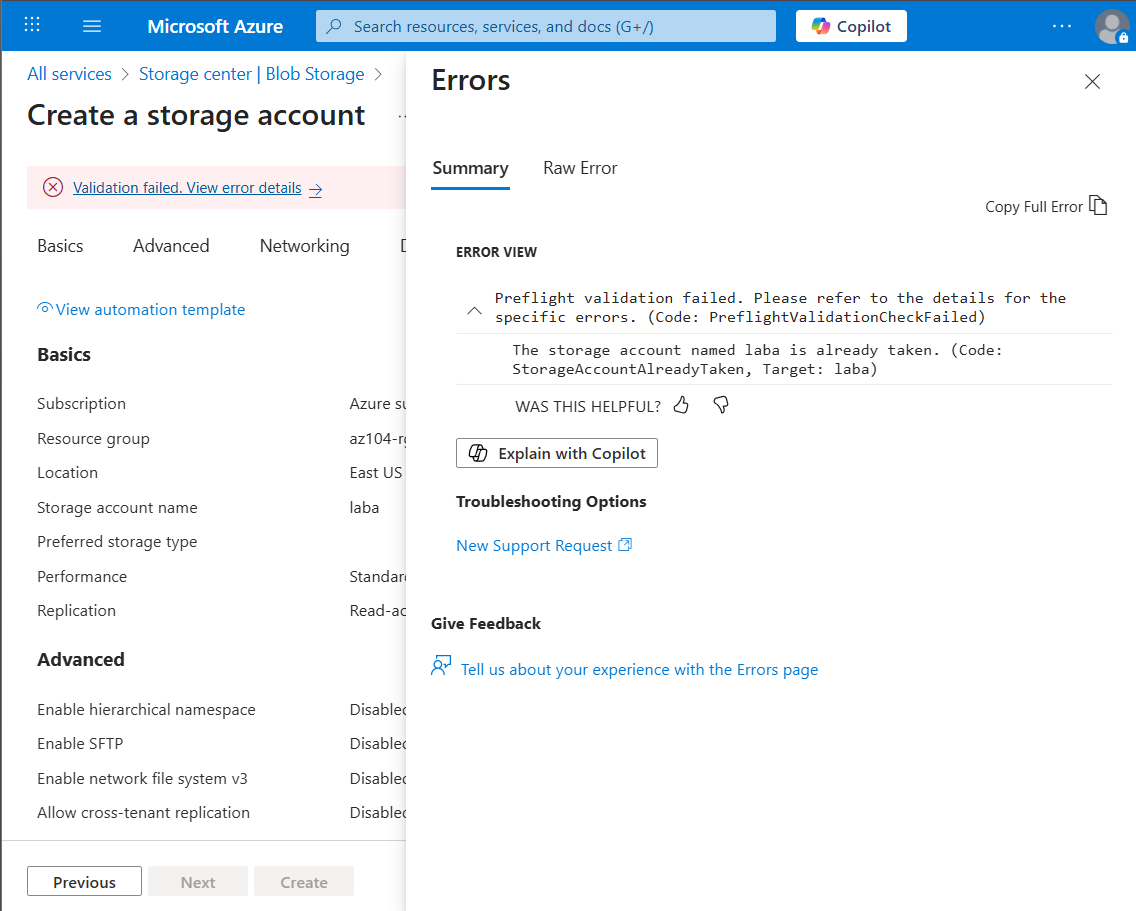 Microsoft Azure
Search resources, services, and docs (G+/)
Copilot
All services > Storage center | Blob Storage >
Create a storage account
Validation failed. View error details →
Basics Advanced Networking
View automation template
Basics
Subscription Azure
Resource group
Location East US
Storage account name laba
Preferred storage type
Performance
Replication
Advanced
Enable hierarchical namespace
Enable SFTP
Enable network file system v3
Allow cross-tenant replication
Previous Next Create
Errors
Summary Raw Error
Copy Full Error
ERROR VIEW
Preflight validation failed. Please refer to the details for the
specific errors. (Code: PreflightValidationCheckFailed)
The storage account named laba is already taken. (Code:
StorageAccountAlreadyTaken, Target: laba)
WAS THIS HELPFUL?
Explain with Copilot
Troubleshooting Options
New Support Request
Give Feedback
Tell us about your experience with the Errors page